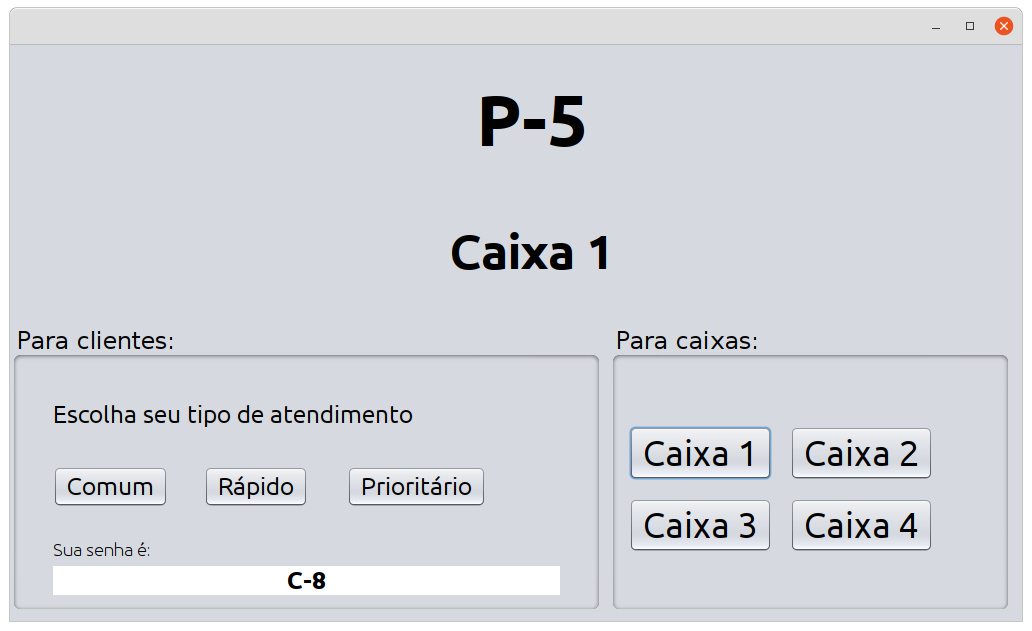 P-5
Caixa 1
Para clientes:
Escolha seu tipo de atendimento
Comum Rápido Prioritário
Sua senha é:
C-8
Para caixas:
Caixa 1 Caixa 2
Caixa 3 Caixa 4